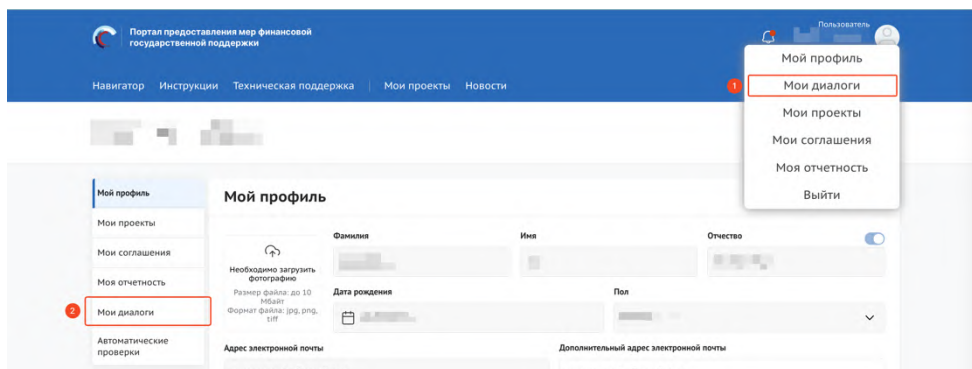 Портал предоставления мер финансовой
государственной поддержки
Пользователь
Навигатор Инструкции Техническая поддержка Мои проекты Новости
Мой профиль
1 Мои диалоги
Мои проекты
Мои соглашения
Моя отчетность
Выйти
Мой профиль
Мои проекты
Мои соглашения
Моя отчетность
2 Мои диалоги
Автоматические
проверки
Мой профиль
Необходимо загрузить
фотографию
Размер файла: до 10
Мбайт
Формат файла: jpg, png,
tiff
Фамилия Имя Отчество
Дата рождения Пол
Адрес электронной почты Дополнительный адрес электронной почты